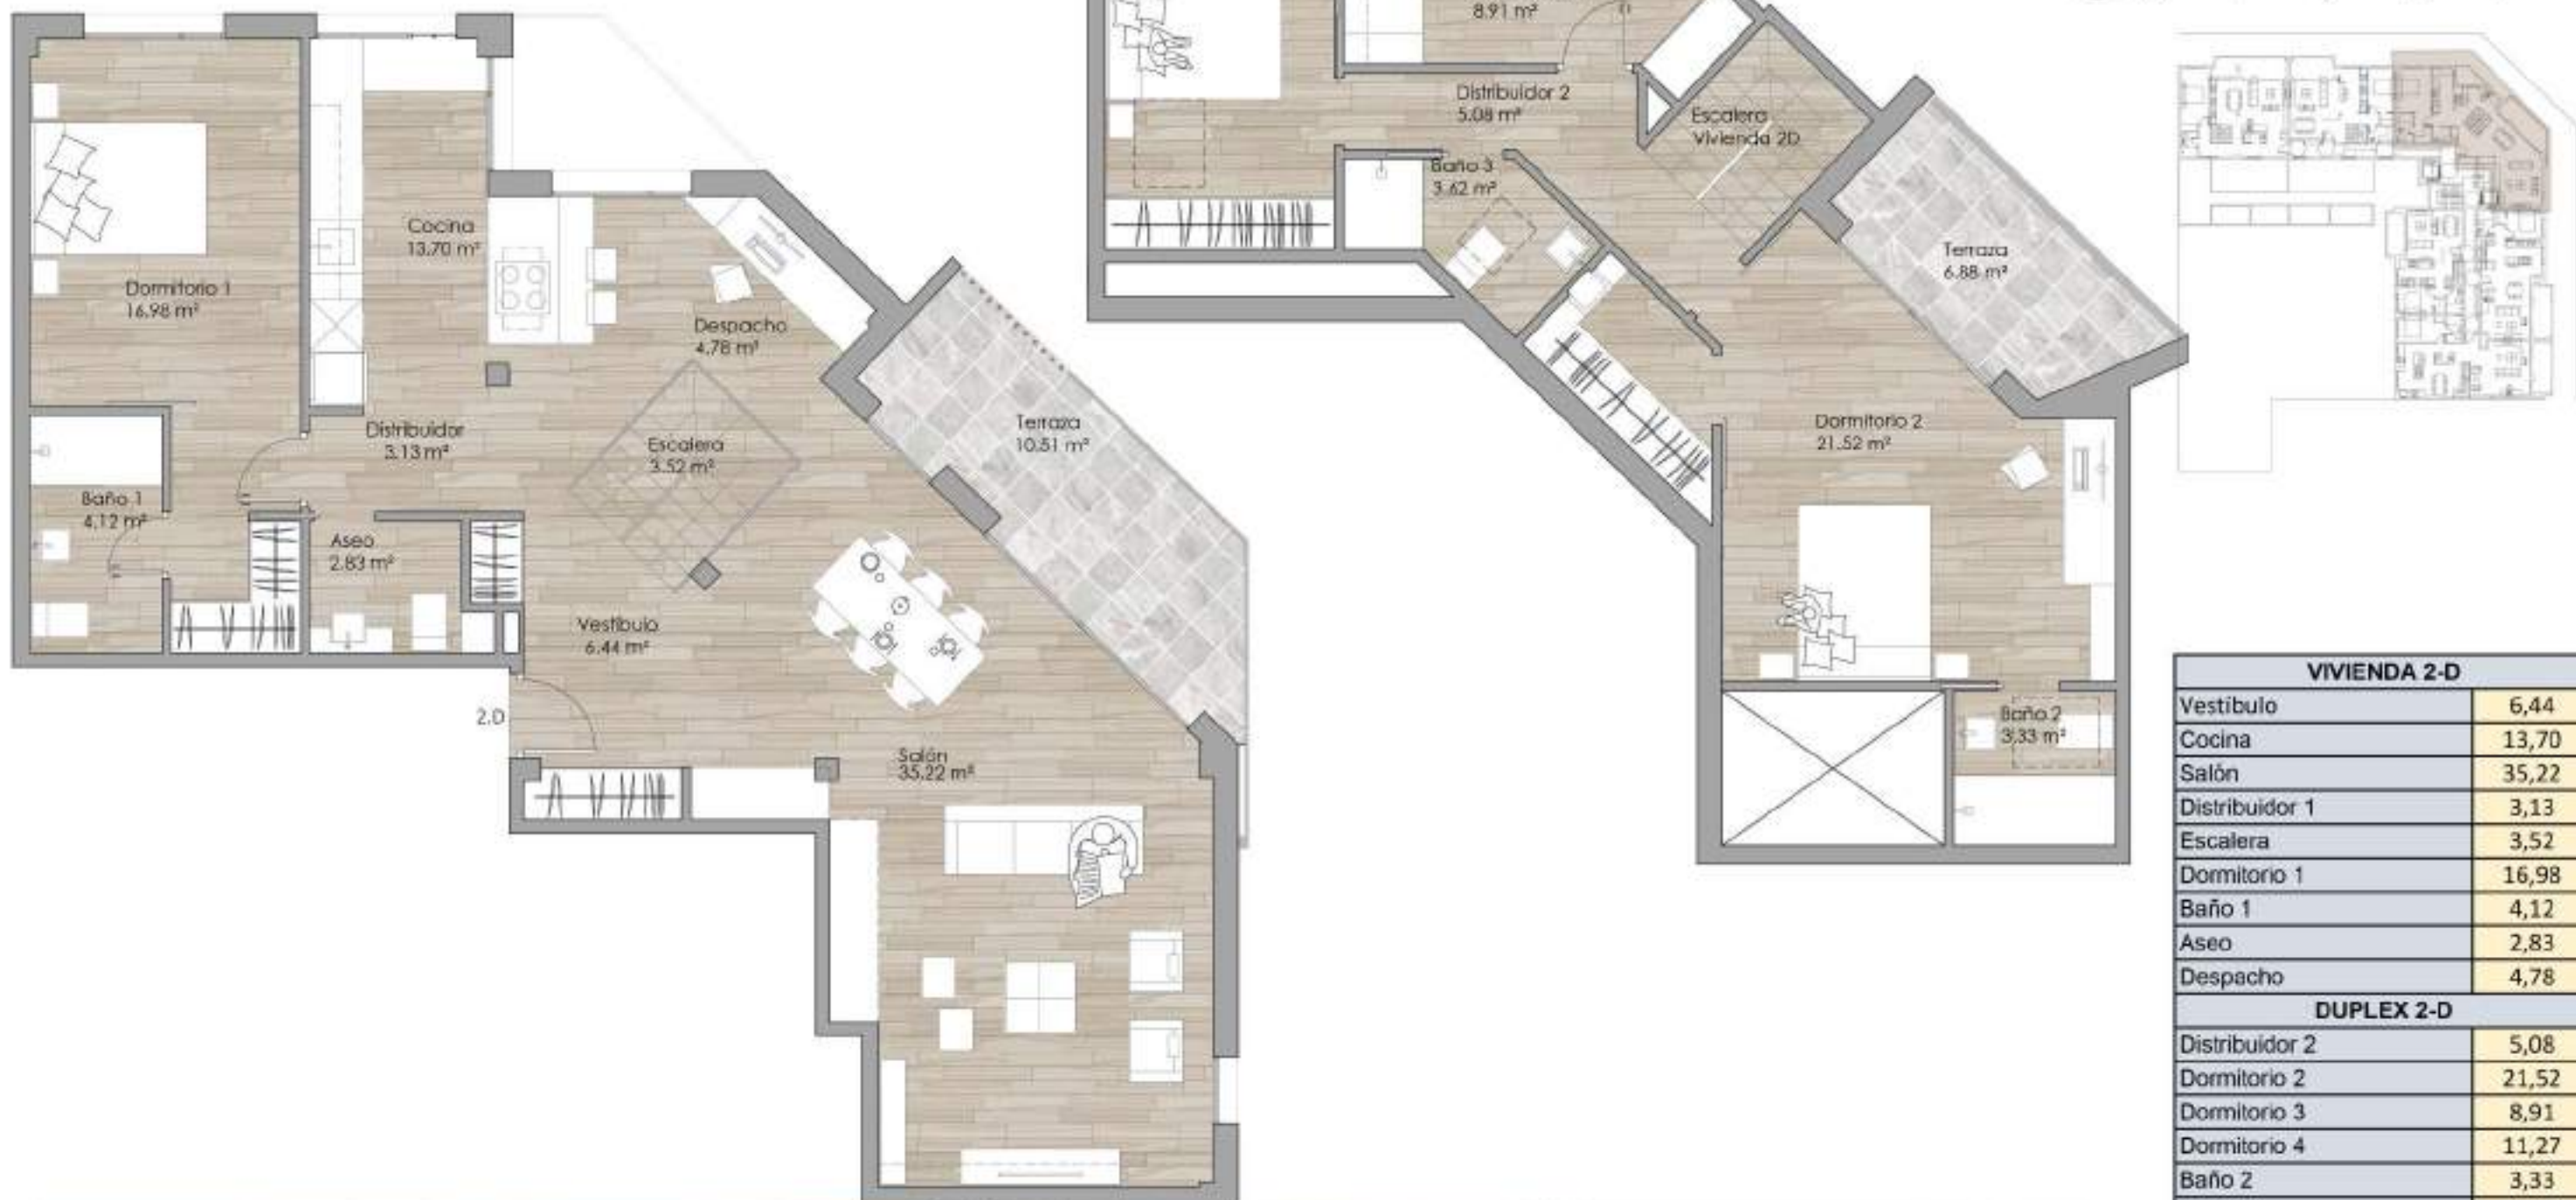 Dormitorio 1
16.98 m²
Cocina
13.70 m²
Despacho
4.78 m²
Distribuidor
3.13 m²
Escalera
3.52 m²
Terraza
10.51 m²
Baño 1
4.12 m²
Aseo
2.83 m²
Vestíbulo
6.44 m²
2.D
Salón
35.22 m²
8.91 m²
Distribuidor 2
5.08 m²
Escalera
Vivienda 2D
Baño 3
3.62 m²
Terraza
6.88 m²
Dormitorio 2
21.52 m²
Baño 2
3.33 m²
VIVIENDA 2-D
Vestíbulo 6,44
Cocina 13,70
Salón 35,22
Distribuidor 1 3,13
Escalera 3,52
Dormitorio 1 16,98
Baño 1 4,12
Aseo 2,83
Despacho 4,78
DUPLEX 2-D
Distribuidor 2 5,08
Dormitorio 2 21,52
Dormitorio 3 8,91
Dormitorio 4 11,27
Baño 2 3,33